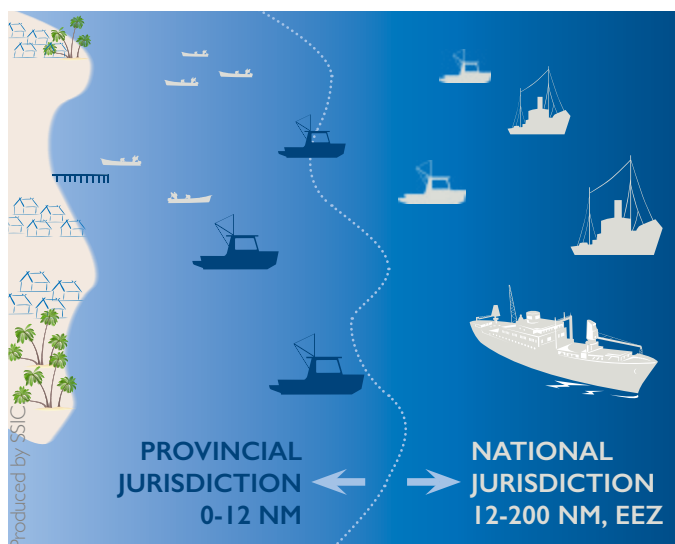 PROVINCIAL
JURISDICTION
0-12 NM
NATIONAL
JURISDICTION
12-200 NM, EEZ
Produced by SSIC